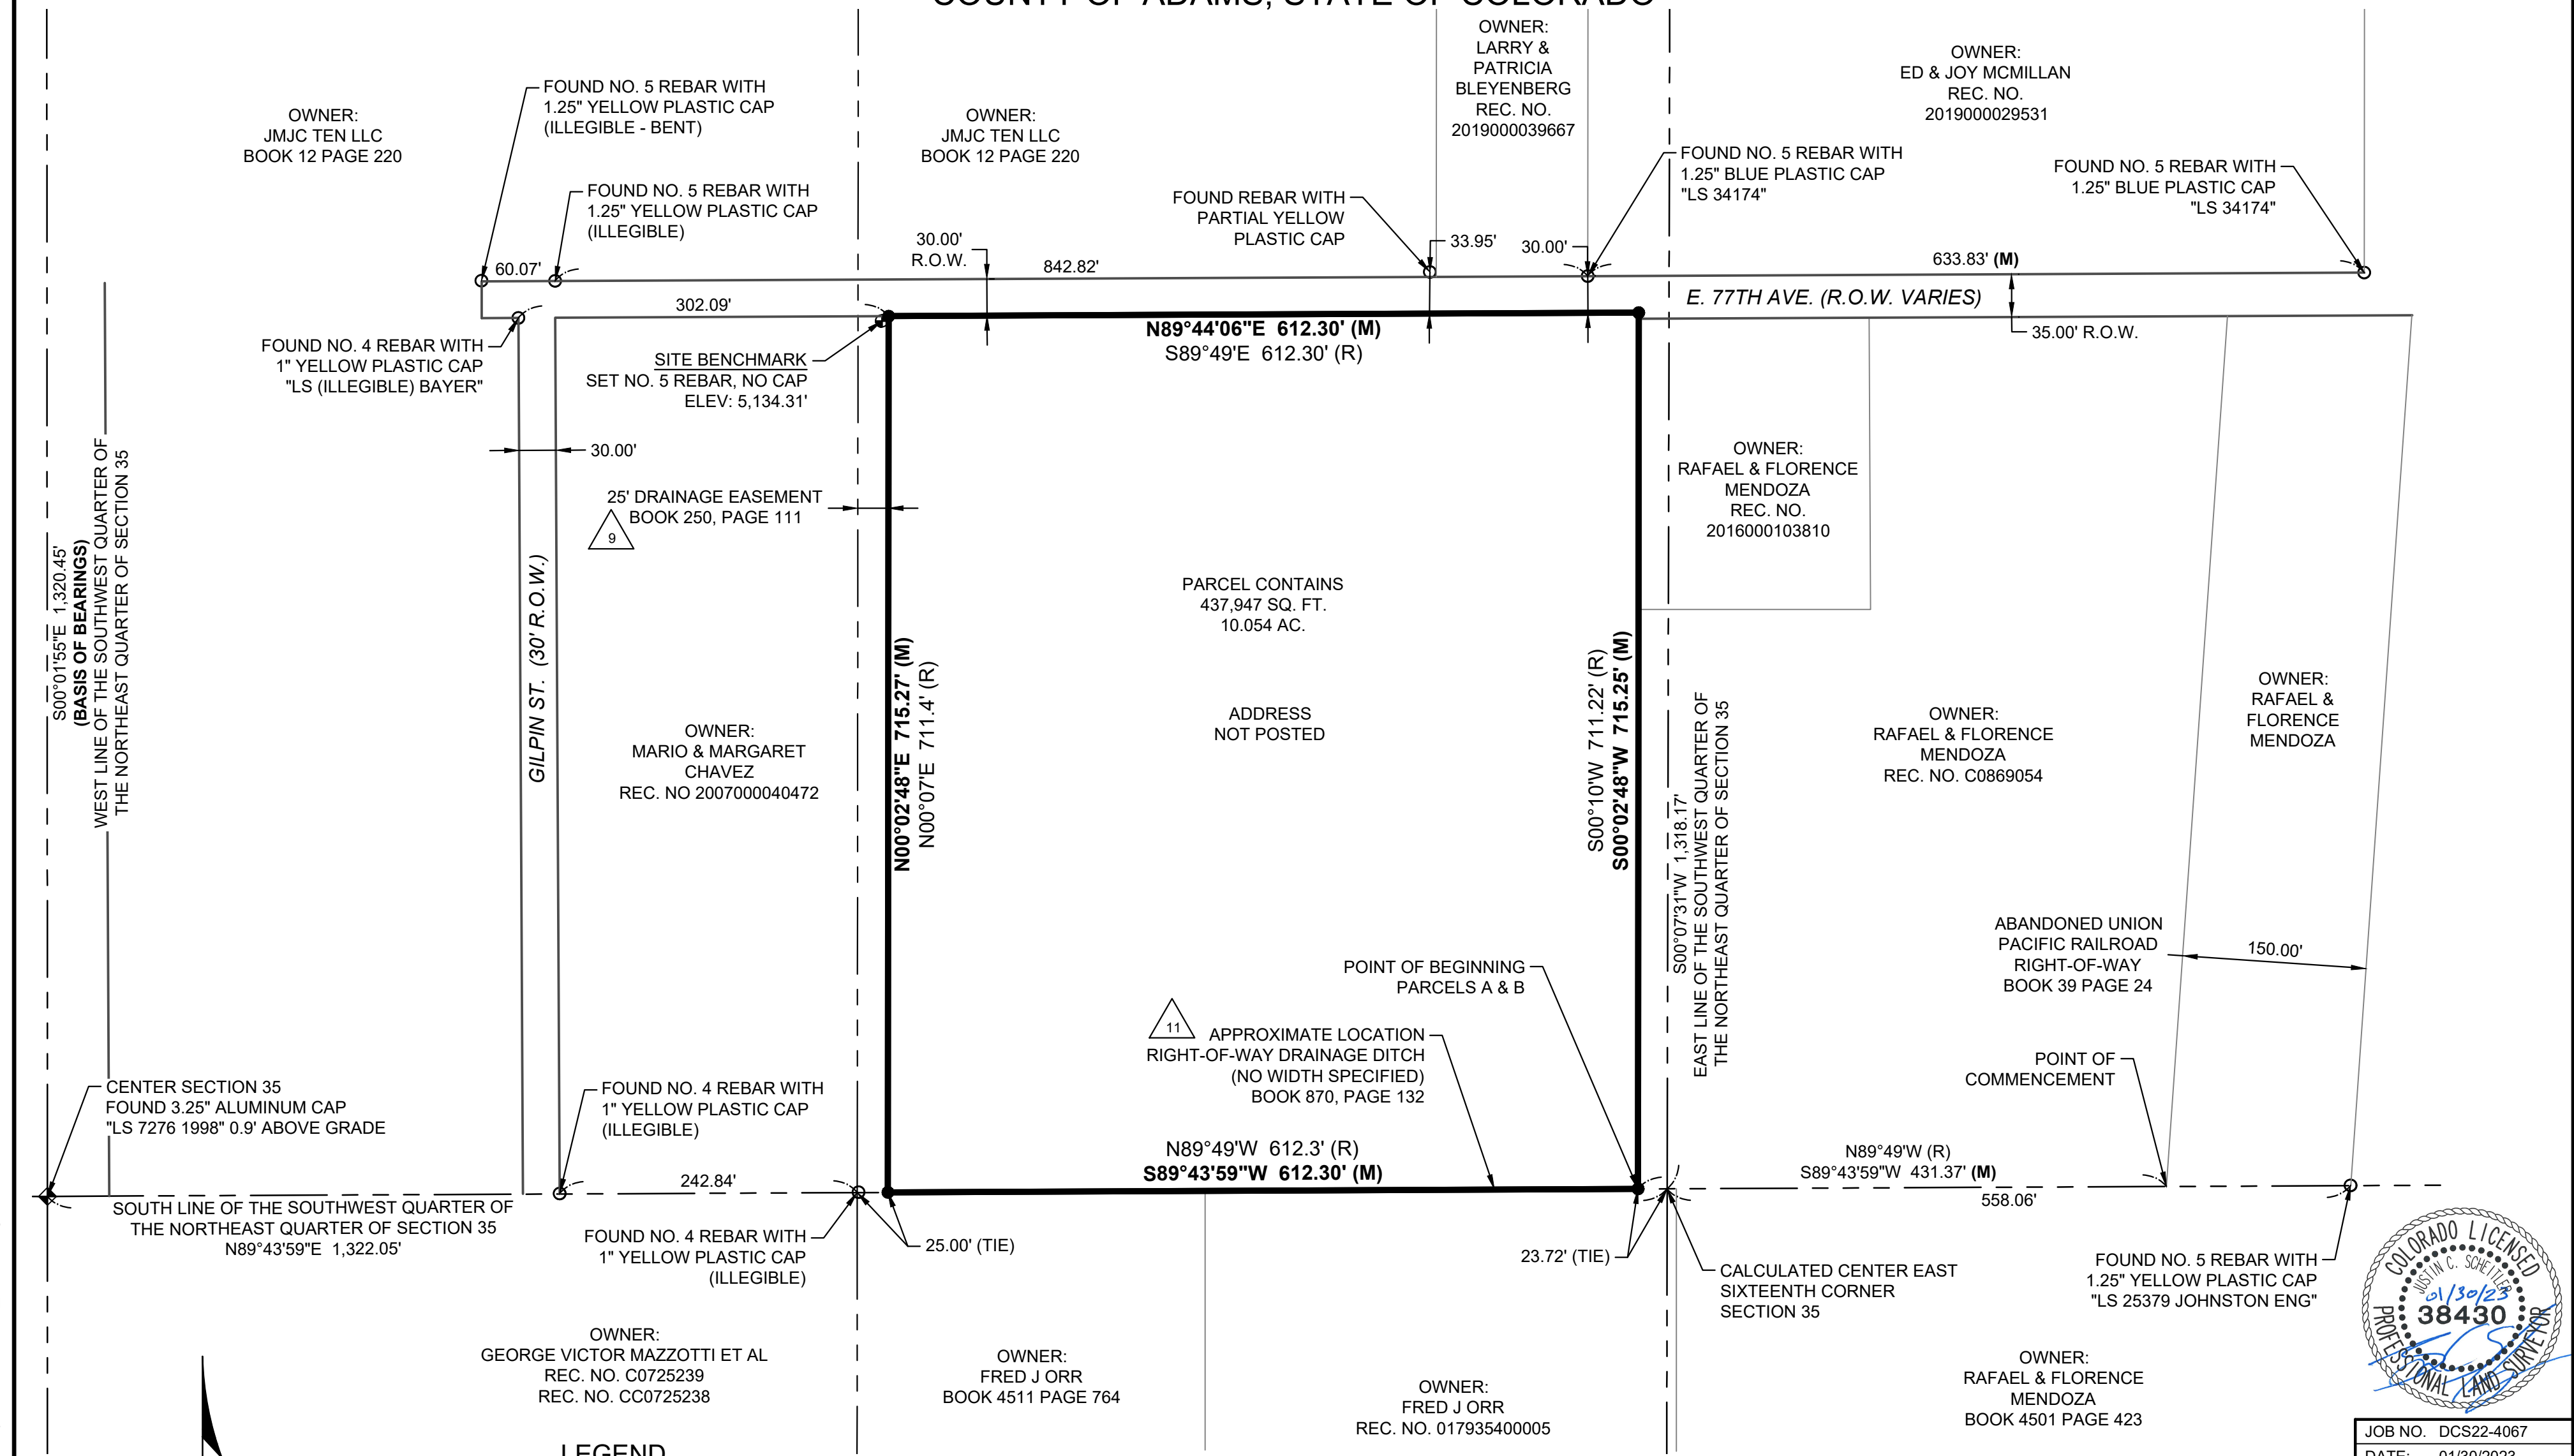 COUNTY OF ADAMS, STATE OF COLORADO
OWNER:
JMJC TEN LLC
BOOK 12 PAGE 220
FOUND NO. 5 REBAR WITH
1.25" YELLOW PLASTIC CAP
(ILLEGIBLE - BENT)
FOUND NO. 5 REBAR WITH
1.25" YELLOW PLASTIC CAP
(ILLEGIBLE)
OWNER:
JMJC TEN LLC
BOOK 12 PAGE 220
OWNER:
LARRY &
PATRICIA
BLEYENBERG
REC. NO.
2019000039667
OWNER:
ED & JOY MCMILLAN
REC. NO.
2019000029531
FOUND REBAR WITH
PARTIAL YELLOW
PLASTIC CAP
FOUND NO. 5 REBAR WITH
1.25" BLUE PLASTIC CAP
"LS 34174"
FOUND NO. 5 REBAR WITH
1.25" BLUE PLASTIC CAP
"LS 34174"
60.07'
30.00'
R.O.W.
842.82'
33.95'
30.00'
633.83' (M)
302.09'
E. 77TH AVE. (R.O.W. VARIES)
35.00' R.O.W.
FOUND NO. 4 REBAR WITH
1" YELLOW PLASTIC CAP
"LS (ILLEGIBLE) BAYER"
SITE BENCHMARK
SET NO. 5 REBAR, NO CAP
ELEV: 5,134.31'
N89°44'06"E 612.30' (M)
S89°49'E 612.30' (R)
30.00'
25' DRAINAGE EASEMENT
BOOK 250, PAGE 111
9
OWNER:
RAFAEL & FLORENCE
MENDOZA
REC. NO.
2016000103810
S00°01'55"E 1,320.45'
(BASIS OF BEARINGS)
WEST LINE OF THE SOUTHWEST QUARTER OF
THE NORTHEAST QUARTER OF SECTION 35
GILPIN ST. (30' R.O.W.)
PARCEL CONTAINS
437,947 SQ. FT.
10.054 AC.
ADDRESS
NOT POSTED
OWNER:
MARIO & MARGARET
CHAVEZ
REC. NO 2007000040472
N00°02'48"E 715.27' (M)
N00°07'E 711.4' (R)
S00°10'W 711.22' (R)
S00°02'48"W 715.25' (M)
S00°07'31"W 1,318.17'
EAST LINE OF THE SOUTHWEST QUARTER OF
THE NORTHEAST QUARTER OF SECTION 35
OWNER:
RAFAEL & FLORENCE
MENDOZA
REC. NO. C0869054
OWNER:
RAFAEL &
FLORENCE
MENDOZA
ABANDONED UNION
PACIFIC RAILROAD
RIGHT-OF-WAY
BOOK 39 PAGE 24
150.00'
POINT OF BEGINNING
PARCELS A & B
11
APPROXIMATE LOCATION
RIGHT-OF-WAY DRAINAGE DITCH
(NO WIDTH SPECIFIED)
BOOK 870, PAGE 132
POINT OF
COMMENCEMENT
CENTER SECTION 35
FOUND 3.25" ALUMINUM CAP
"LS 7276 1998" 0.9' ABOVE GRADE
FOUND NO. 4 REBAR WITH
1" YELLOW PLASTIC CAP
(ILLEGIBLE)
N89°49'W 612.3' (R)
S89°43'59"W 612.30' (M)
N89°49'W (R)
S89°43'59"W 431.37' (M)
558.06'
242.84'
SOUTH LINE OF THE SOUTHWEST QUARTER OF
THE NORTHEAST QUARTER OF SECTION 35
N89°43'59"E 1,322.05'
FOUND NO. 4 REBAR WITH
1" YELLOW PLASTIC CAP
(ILLEGIBLE)
25.00' (TIE)
23.72' (TIE)
CALCULATED CENTER EAST
SIXTEENTH CORNER
SECTION 35
FOUND NO. 5 REBAR WITH
1.25" YELLOW PLASTIC CAP
"LS 25379 JOHNSTON ENG"
COLORADO LICENSED
JUSTIN C. SCHEITLER
01/30/23
38430
PROFESSIONAL LAND SURVEYOR
OWNER:
GEORGE VICTOR MAZZOTTI ET AL
REC. NO. C0725239
REC. NO. CC0725238
OWNER:
FRED J ORR
BOOK 4511 PAGE 764
OWNER:
FRED J ORR
REC. NO. 017935400005
OWNER:
RAFAEL & FLORENCE
MENDOZA
BOOK 4501 PAGE 423
LEGEND
JOB NO. DCS22-4067
DATE: 01/30/2023